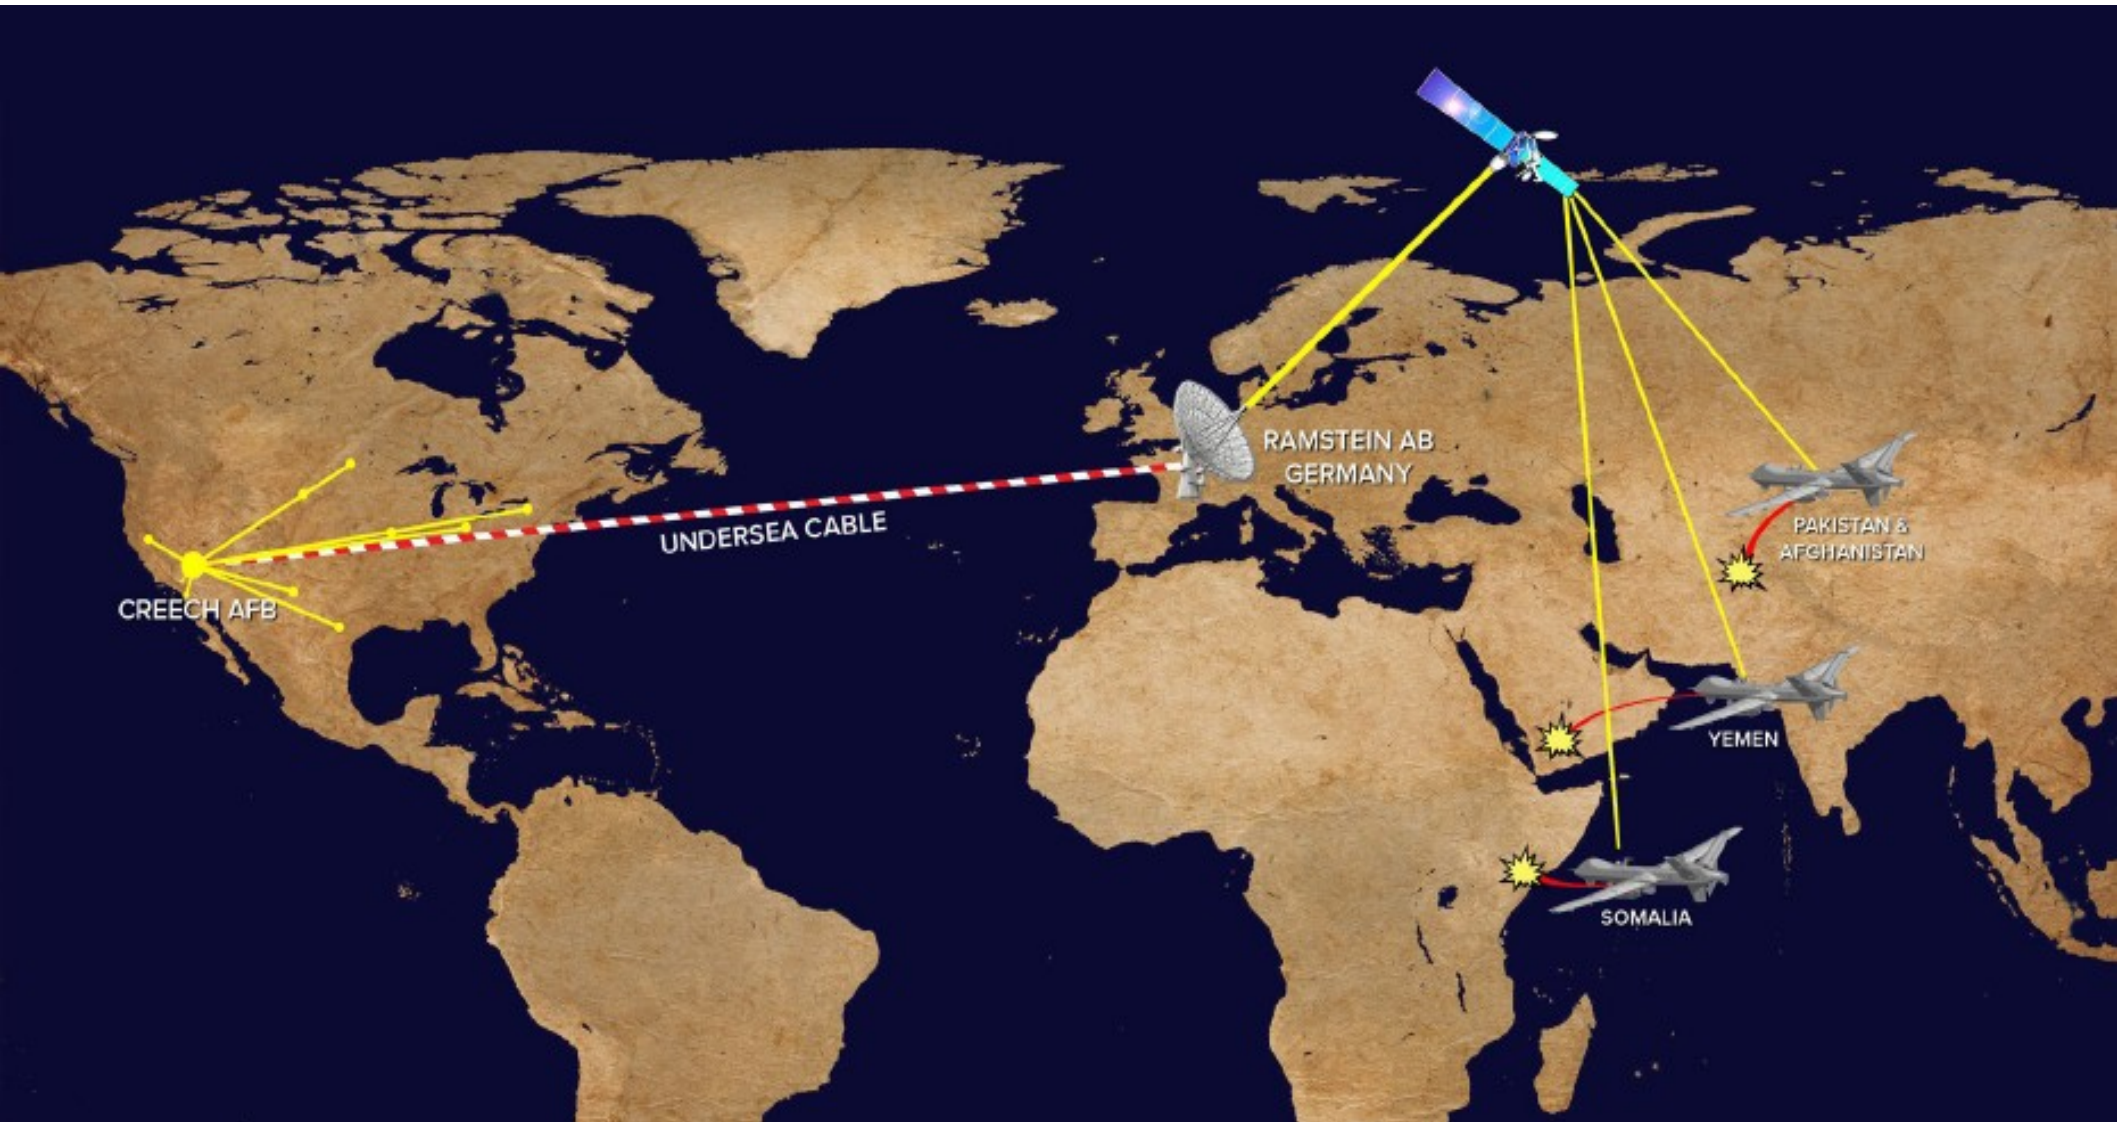 RAMSTEIN AB
GERMANY
UNDERSEA CABLE
CREECH AFB
PAKISTAN &
AFGHANISTAN
YEMEN
SOMALIA